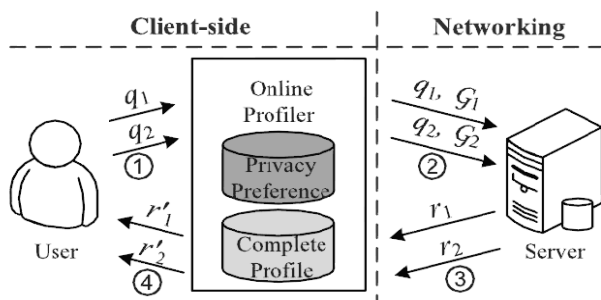 Client-side
Networking
q1
q2
①
User
r'1
r'2
④
Online
Profiler
Privacy
Preference
Complete
Profile
q1, G1
q2, G2
②
r1
r2
③
Server